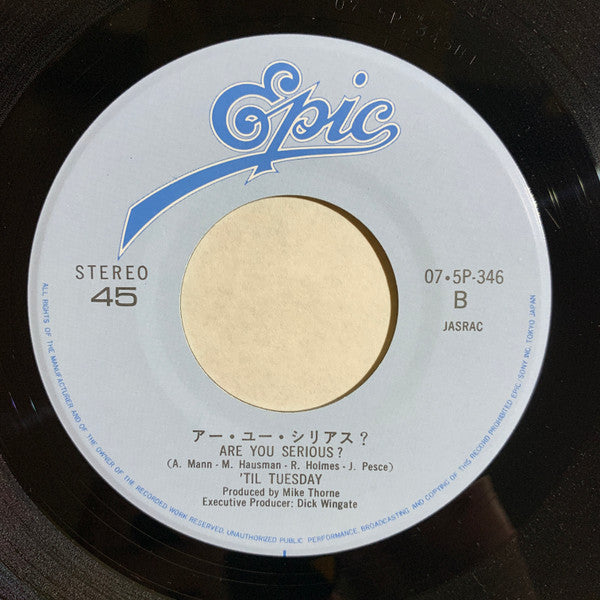 Epic
STEREO
45
07・5P-346
B
JASRAC
アー・ユー・シリアス？
ARE YOU SERIOUS?
(A. Mann - M. Hausman - R. Holmes - J. Pesce)
'TIL TUESDAY
Produced by Mike Thorne
Executive Producer: Dick Wingate
ALL RIGHTS OF THE MANUFACTURER AND OF THE OWNER OF THE RECORDED WORK RESERVED. UNAUTHORIZED PUBLIC PERFORMANCE, BROADCASTING AND COPYING OF THIS RECORD PROHIBITED EPIC/SONY INC. TOKYO JAPAN